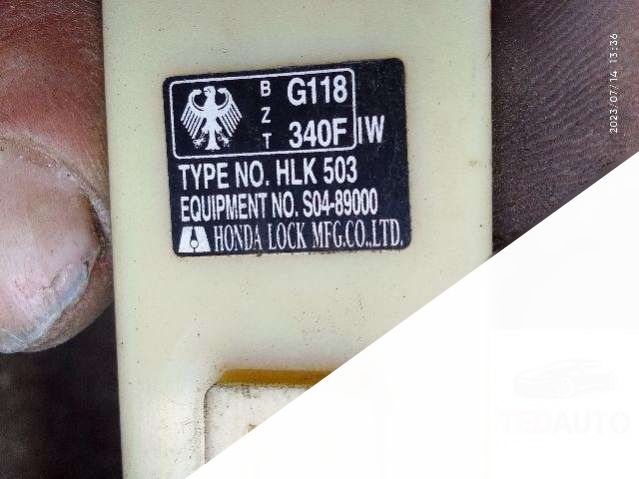 BZT G118
340F IW
TYPE NO. HLK 503
EQUIPMENT NO. S04-89000
HONDA LOCK MFG.CO.,LTD.
2023/07/14 13:36
TEDAUTO